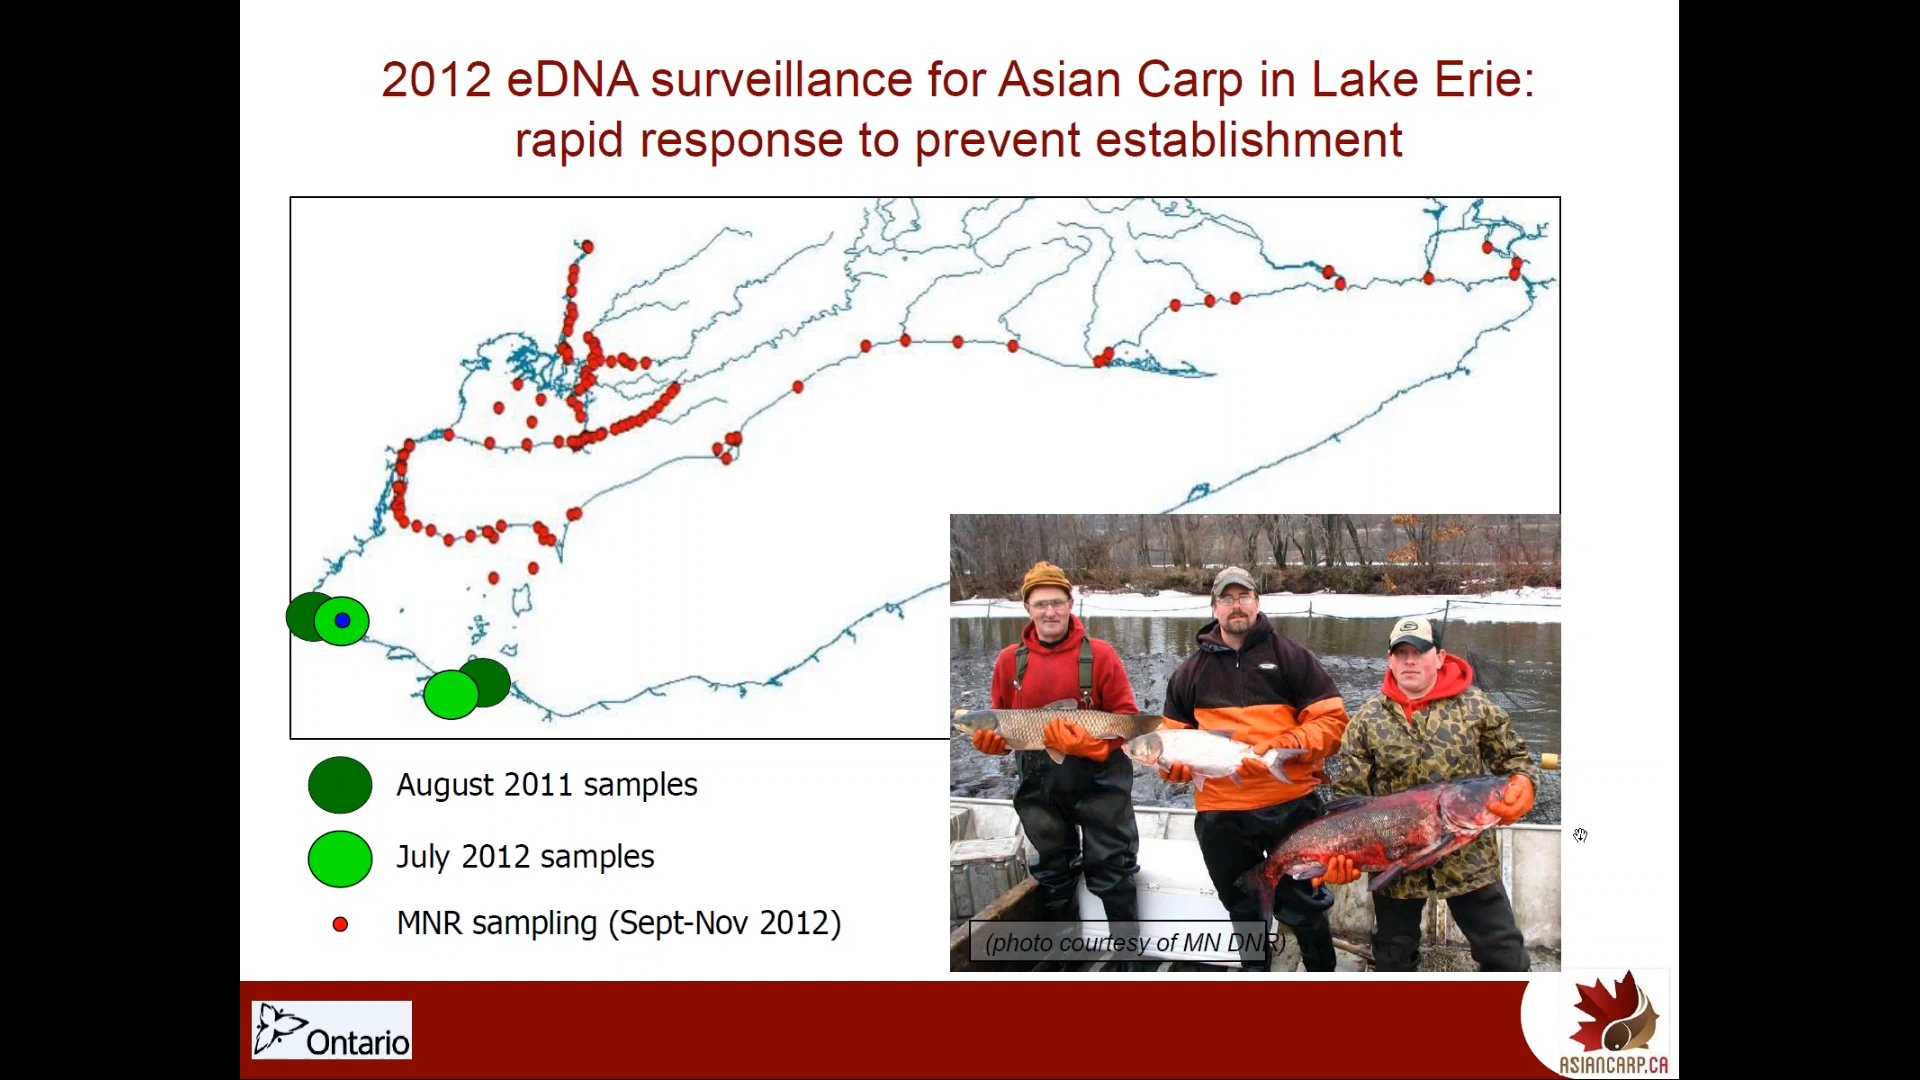 2012 eDNA surveillance for Asian Carp in Lake Erie:
rapid response to prevent establishment
August 2011 samples
July 2012 samples
MNR sampling (Sept-Nov 2012)
(photo courtesy of MN DNR)
Ontario
ASIANCARP.CA
G